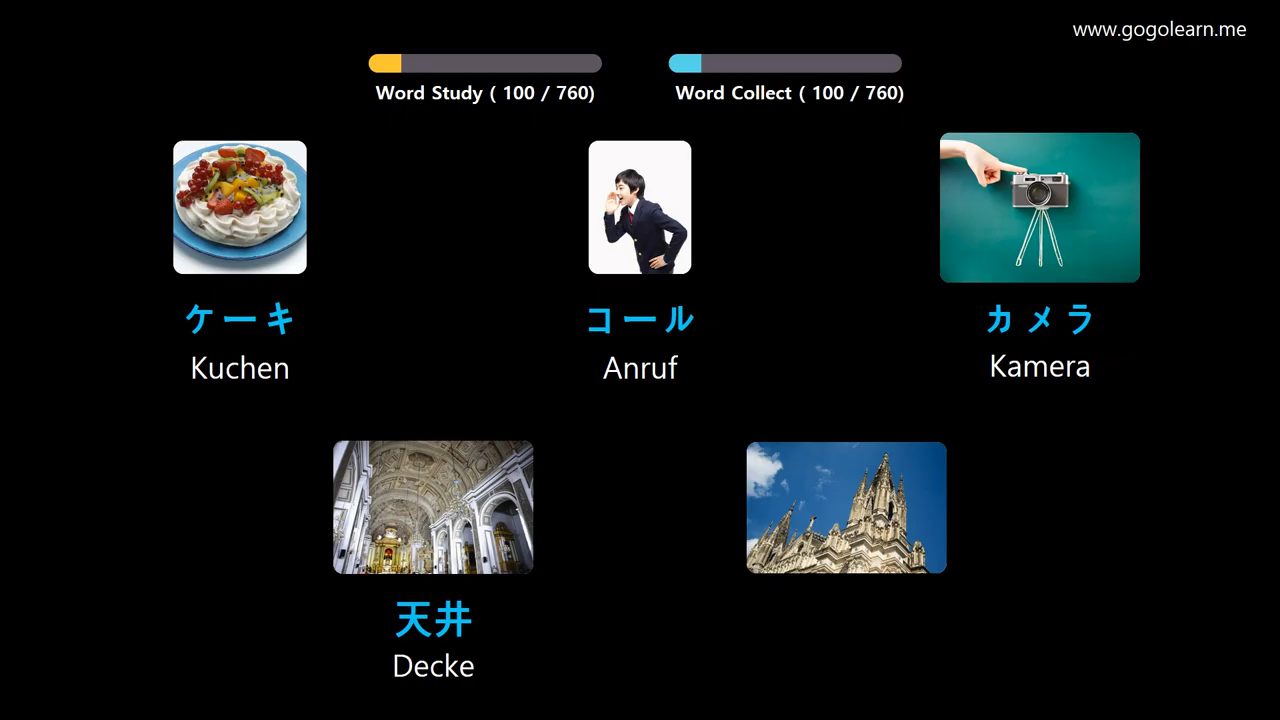 www.gogolearn.me
Word Study ( 100 / 760)
Word Collect ( 100 / 760)
ケーキ
Kuchen
コール
Anruf
カメラ
Kamera
天井
Decke